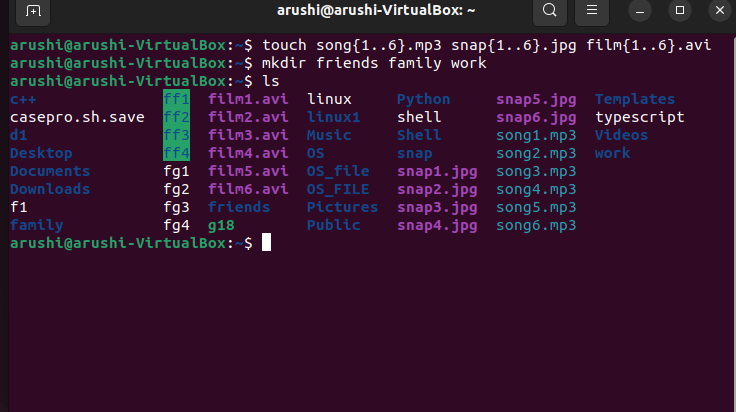 arushi@arushi-VirtualBox: ~
arushi@arushi-VirtualBox:~$ touch song{1..6}.mp3 snap{1..6}.jpg film{1..6}.avi
arushi@arushi-VirtualBox:~$ mkdir friends family work
arushi@arushi-VirtualBox:~$ ls
c++ ff1 film1.avi linux Python snap5.jpg Templates
casepro.sh.save ff2 film2.avi linux1 shell snap6.jpg typescript
d1 ff3 film3.avi Music Shell song1.mp3 Videos
Desktop ff4 film4.avi OS snap song2.mp3 work
Documents fg1 film5.avi OS_file snap1.jpg song3.mp3
Downloads fg2 film6.avi OS_FILE snap2.jpg song4.mp3
f1 fg3 friends Pictures snap3.jpg song5.mp3
family fg4 g18 Public snap4.jpg song6.mp3
arushi@arushi-VirtualBox:~$